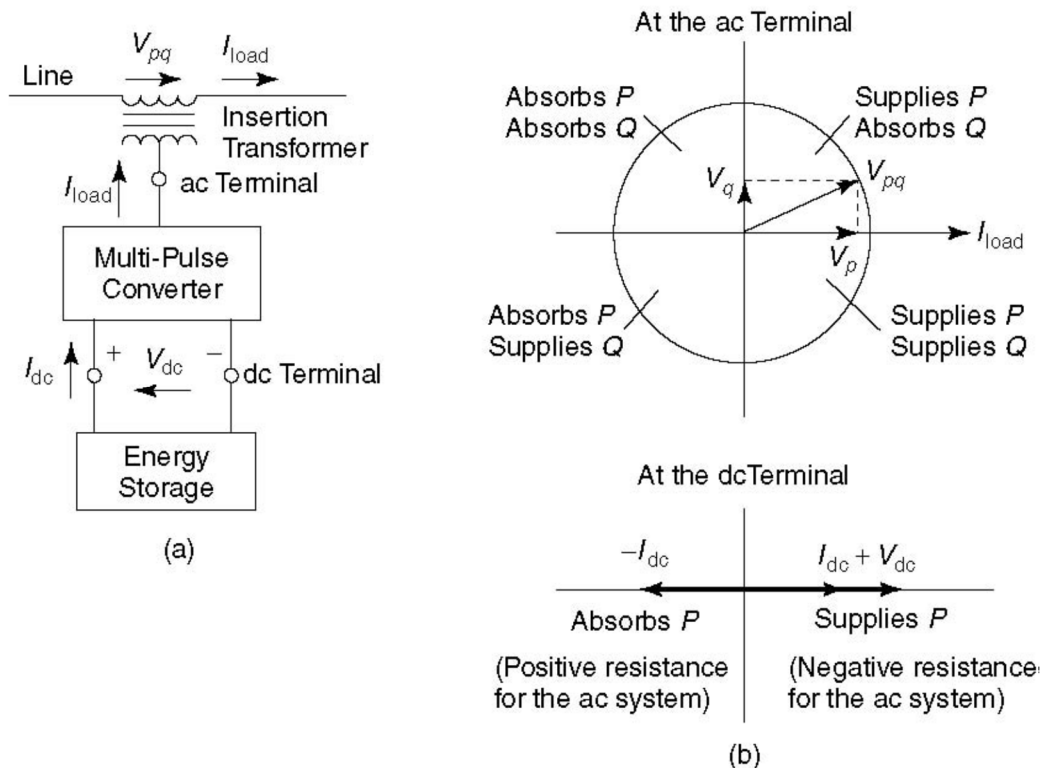 V_pq
I_load
Line
Insertion
Transformer
I_load
ac Terminal
Multi-Pulse
Converter
I_dc
+
V_dc
−
dc Terminal
Energy
Storage
(a)
At the ac Terminal
Absorbs P
Absorbs Q
Supplies P
Absorbs Q
V_q
V_pq
I_load
V_p
Absorbs P
Supplies Q
Supplies P
Supplies Q
At the dcTerminal
−I_dc
I_dc + V_dc
Absorbs P
Supplies P
(Positive resistance
for the ac system)
(Negative resistance
for the ac system)
(b)